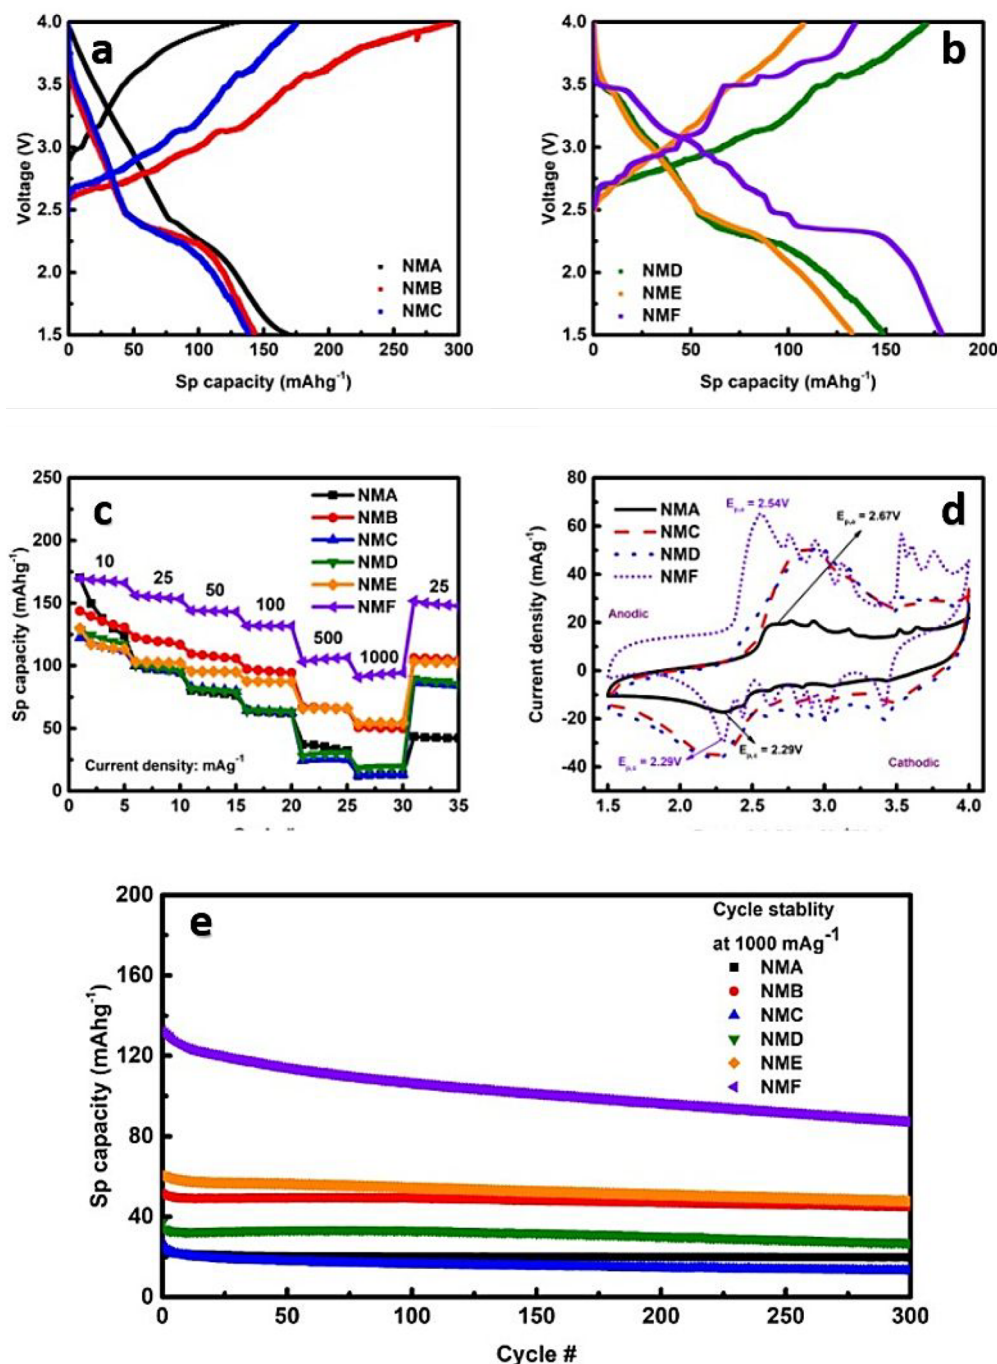 a
4.0
3.5
3.0
2.5
2.0
1.5
Voltage (V)
NMA
NMB
NMC
0 50 100 150 200 250 300
Sp capacity (mAhg-1)
b
4.0
3.5
3.0
2.5
2.0
1.5
Voltage (V)
NMD
NME
NMF
0 50 100 150 200
Sp capacity (mAhg-1)
c
250
200
150
100
50
0
Sp capacity (mAhg-1)
NMA
NMB
NMC
NMD
NME
NMF
10 25 50 100 500 1000 25
Current density: mAg-1
0 5 10 15 20 25 30 35
d
80
60
40
20
0
-20
-40
Current density (mAg-1)
NMA
NMC
NMD
NMF
Ep,a = 2.54V
Ep,a = 2.67V
Anodic
Ep,c = 2.29V
Ep,c = 2.29V
Cathodic
1.5 2.0 2.5 3.0 3.5 4.0
e
200
160
120
80
40
0
Sp capacity (mAhg-1)
Cycle stablity
at 1000 mAg-1
NMA
NMB
NMC
NMD
NME
NMF
0 50 100 150 200 250 300
Cycle #